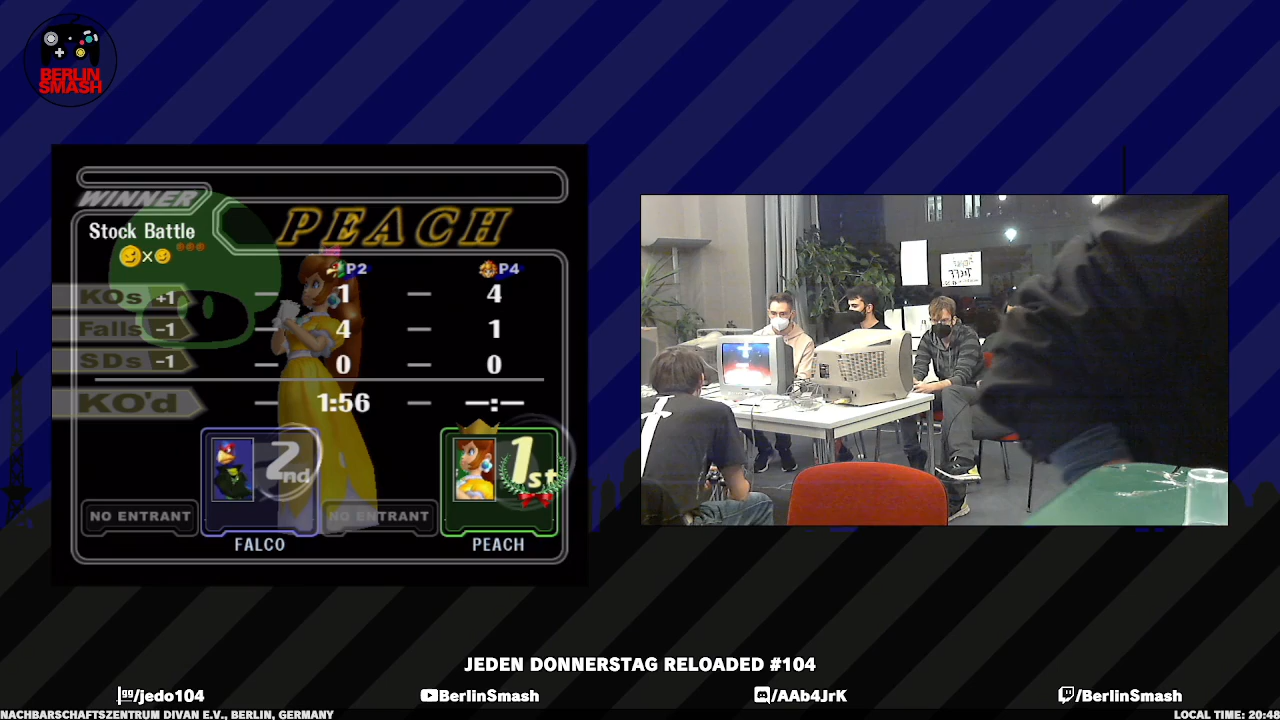 BERLIN
SMASH
WINNER
PEACH
Stock Battle
P2
P4
KOs +1
1
4
Falls -1
4
1
SDs -1
0
0
KO'd
1:56
—:—
2nd
1st
NO ENTRANT
NO ENTRANT
FALCO
PEACH
JEDEN DONNERSTAG RELOADED #104
gg/jedo104
BerlinSmash
/AAb4JrK
/BerlinSmash
NACHBARSCHAFTSZENTRUM DIVAN E.V., BERLIN, GERMANY
LOCAL TIME: 20:48